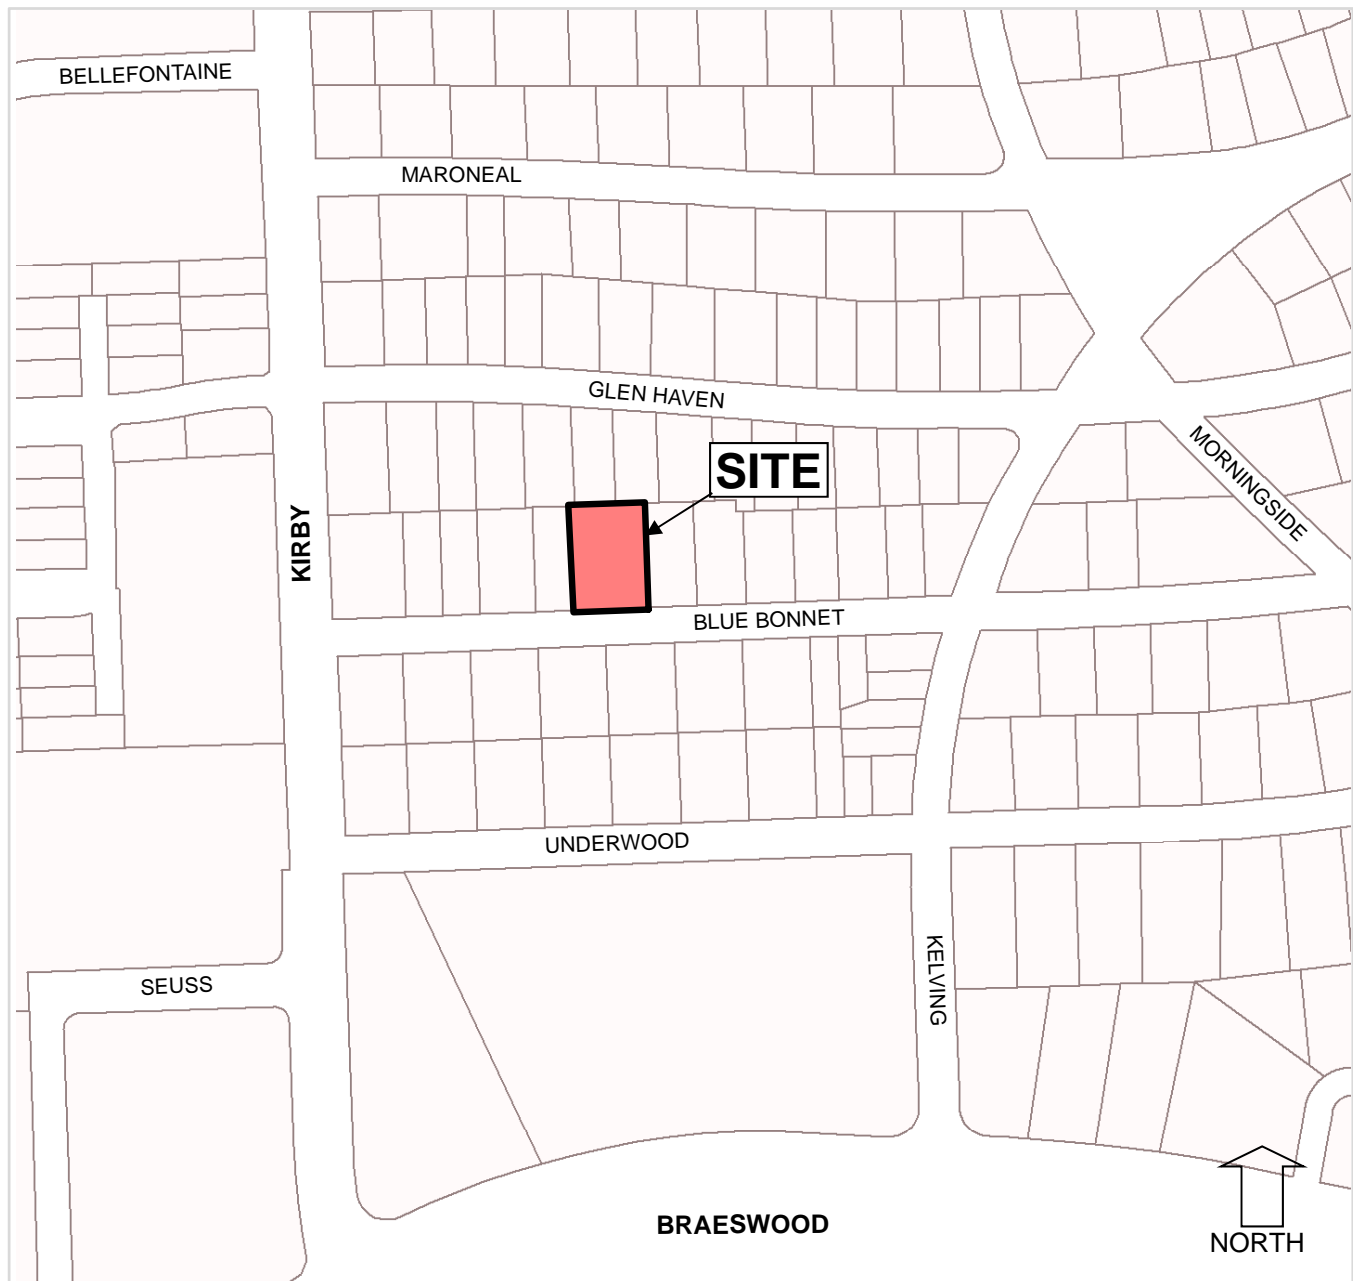 BELLEFONTAINE
MARONEAL
GLEN HAVEN
MORNINGSIDE
SITE
KIRBY
BLUE BONNET
UNDERWOOD
KELVING
SEUSS
BRAESWOOD
NORTH